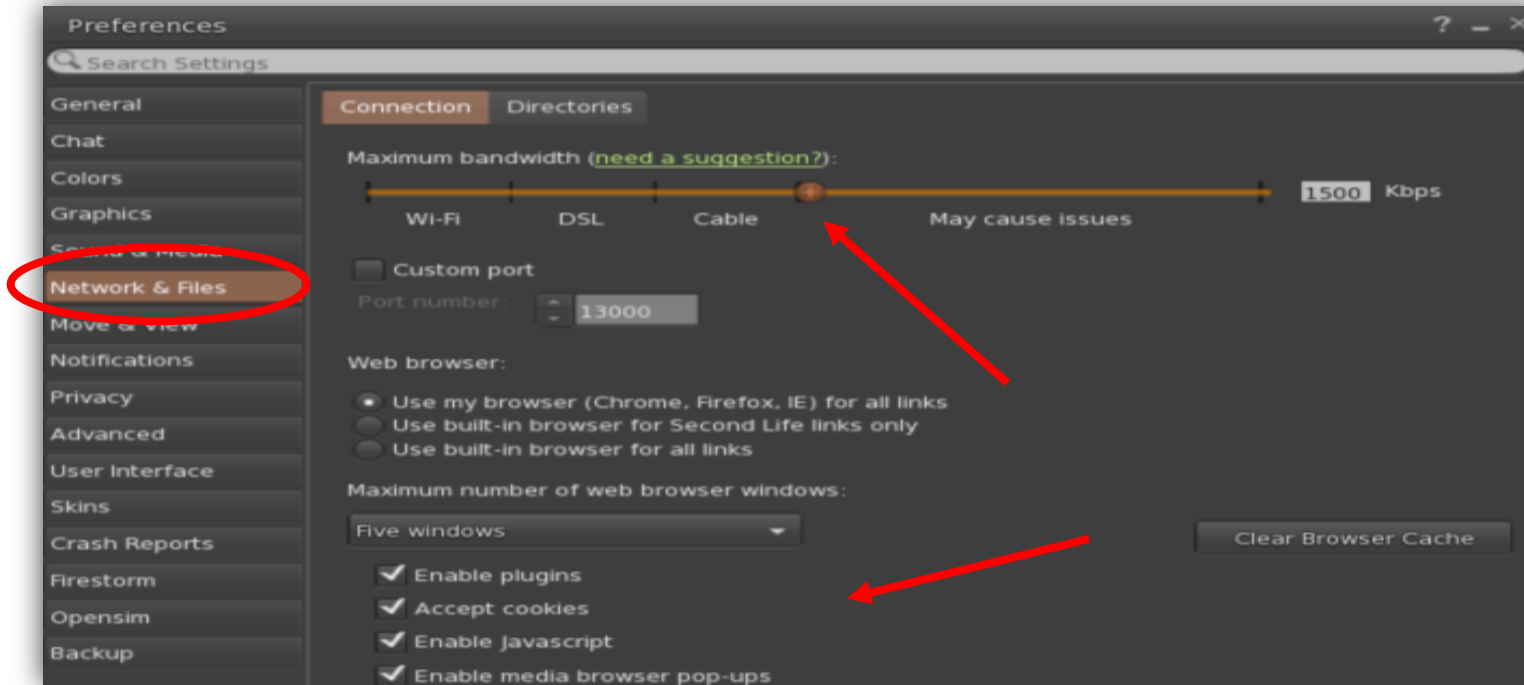 Preferences
?
Search Settings
General
Chat
Colors
Graphics
Sound & Media
Network & Files
Move & View
Notifications
Privacy
Advanced
User Interface
Skins
Crash Reports
Firestorm
Opensim
Backup
Connection Directories
Maximum bandwidth (need a suggestion?):
1500 Kbps
Wi-Fi DSL Cable May cause issues
Custom port
Port number: 13000
Web browser:
Use my browser (Chrome, Firefox, IE) for all links
Use built-in browser for Second Life links only
Use built-in browser for all links
Maximum number of web browser windows:
Five windows
Clear Browser Cache
Enable plugins
Accept cookies
Enable Javascript
Enable media browser pop-ups